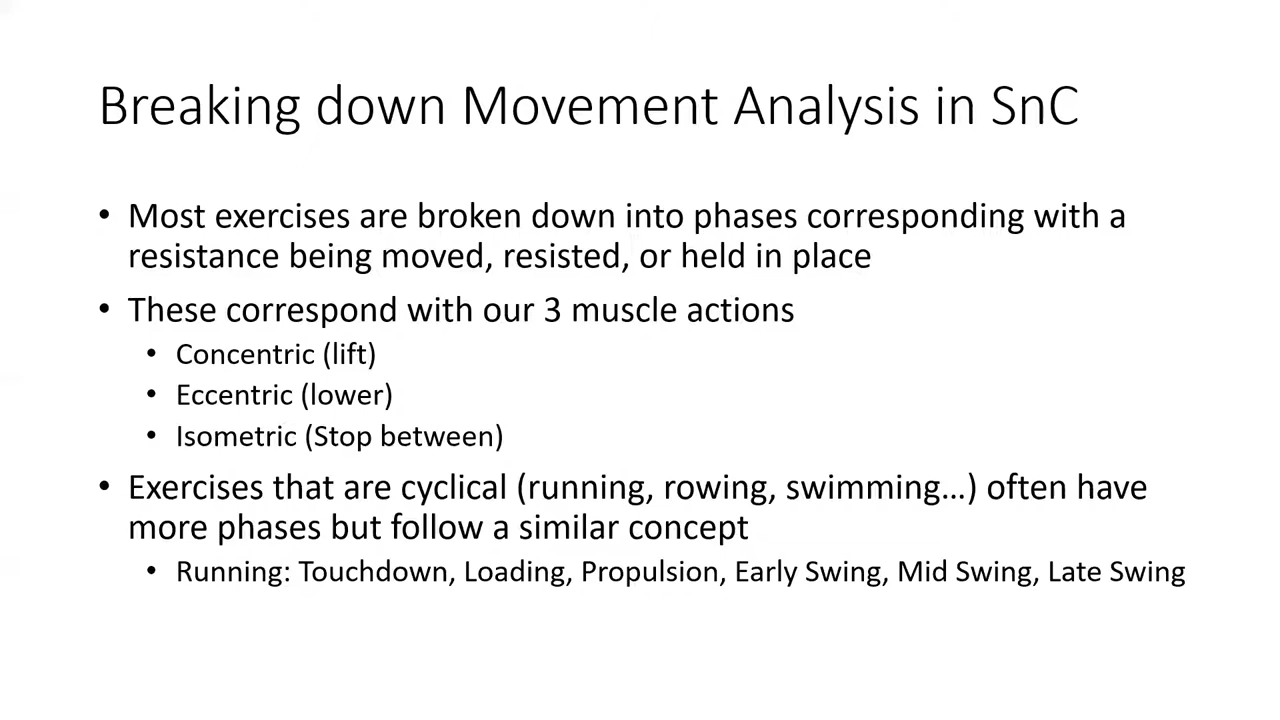 Breaking down Movement Analysis in SnC
• Most exercises are broken down into phases corresponding with a
resistance being moved, resisted, or held in place
• These correspond with our 3 muscle actions
• Concentric (lift)
• Eccentric (lower)
• Isometric (Stop between)
• Exercises that are cyclical (running, rowing, swimming…) often have
more phases but follow a similar concept
• Running: Touchdown, Loading, Propulsion, Early Swing, Mid Swing, Late Swing